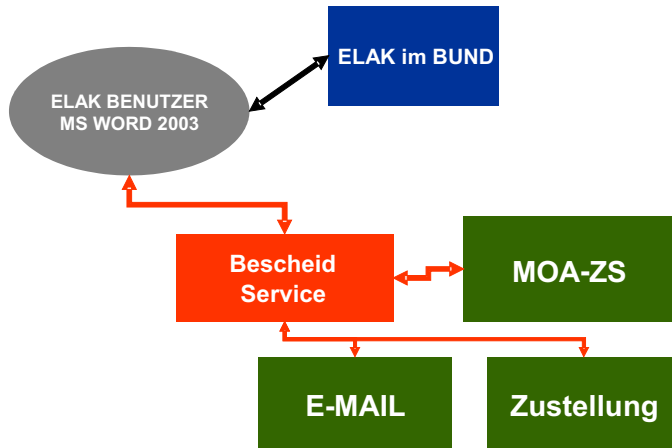 ELAK im BUND
ELAK BENUTZER
MS WORD 2003
Bescheid
Service
MOA-ZS
E-MAIL
Zustellung